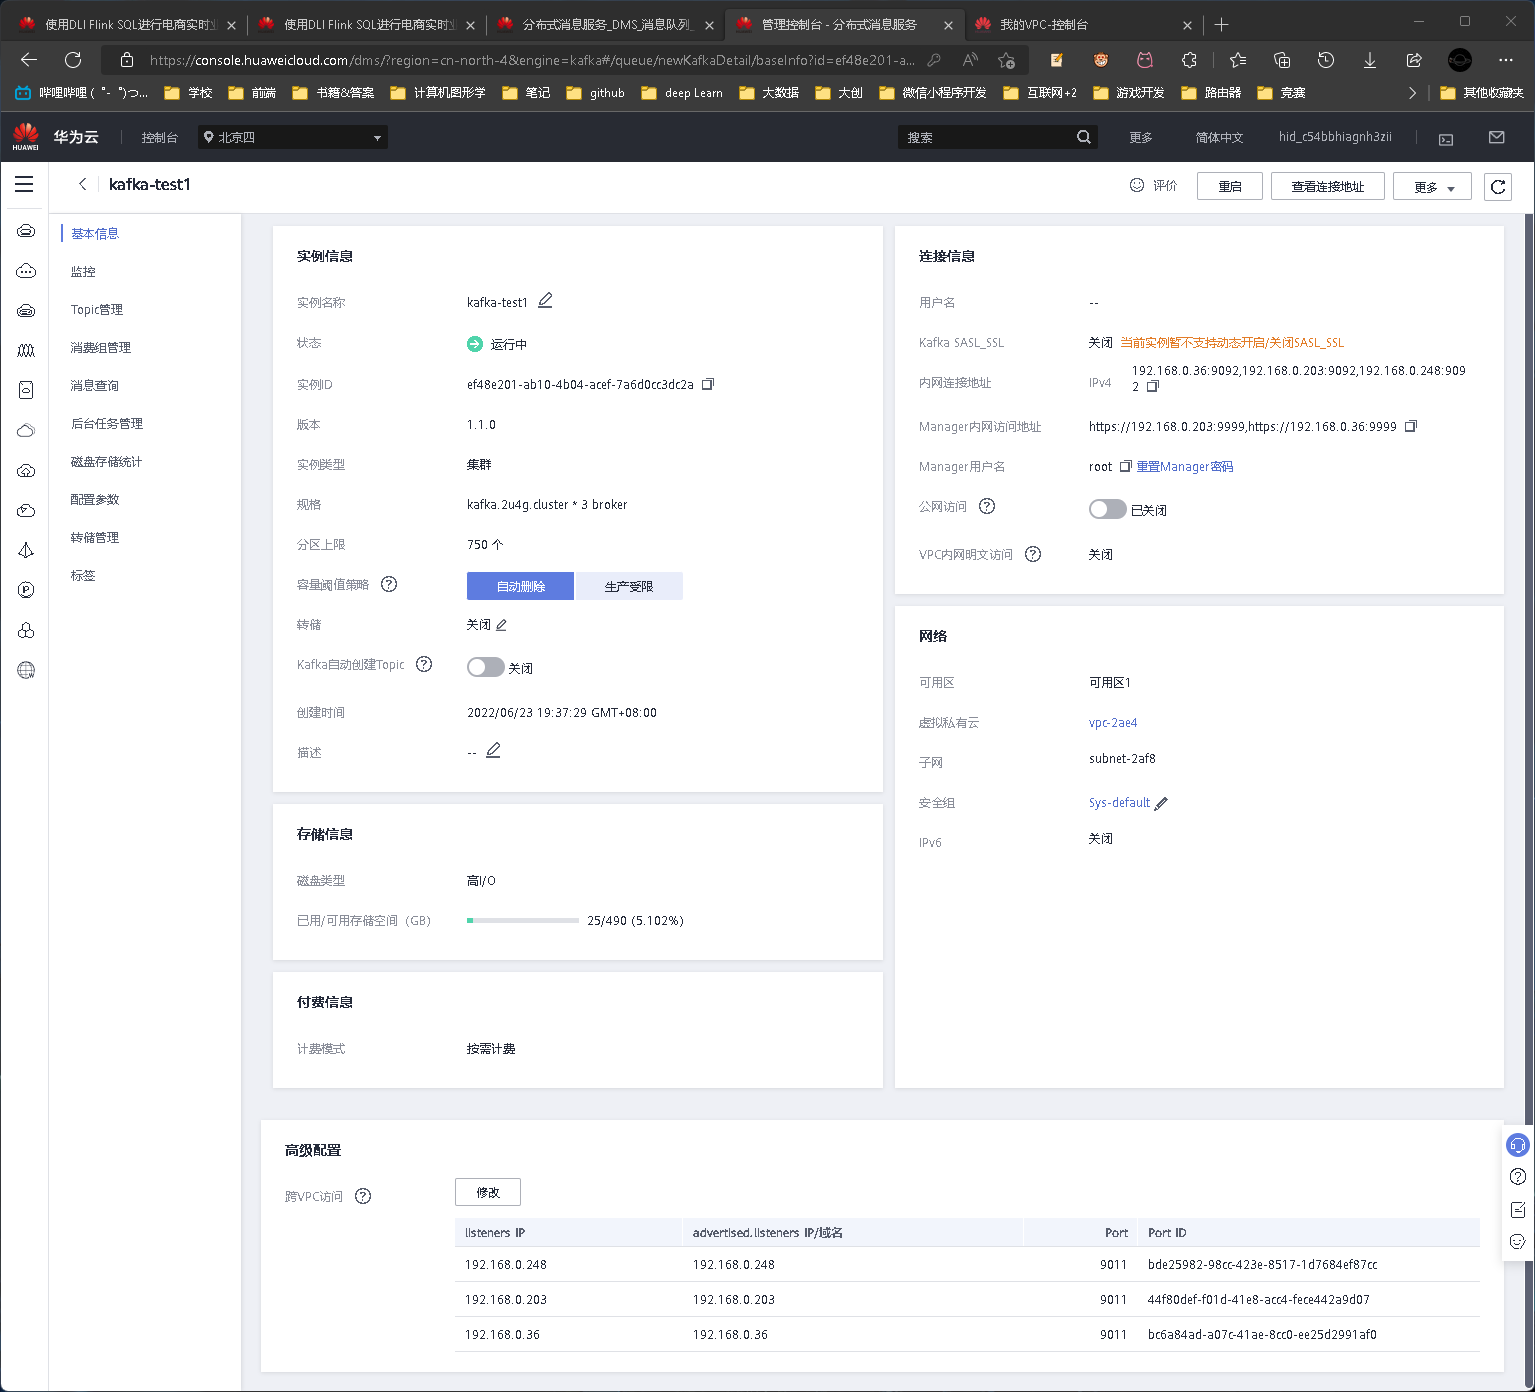 使用DLI Flink SQL进行电商实时业
使用DLI Flink SQL进行电商实时业
分布式消息服务_DMS_消息队列_
管理控制台 - 分布式消息服务
我的VPC-控制台
https://console.huaweicloud.com/dms/?region=cn-north-4&engine=kafka#/queue/newKafkaDetail/baseInfo?id=ef48e201-a...
哔哩哔哩 (゜-゜)つ...
学校
前端
书籍&答案
计算机图形学
笔记
github
deep Learn
大数据
大创
微信小程序开发
互联网+2
游戏开发
路由器
竞赛
其他收藏夹
HUAWEI
华为云
控制台
北京四
搜索
更多
简体中文
hid_c54bbhiagnh3zii
kafka-test1
评价
重启
查看连接地址
更多
基本信息
监控
Topic管理
消费组管理
消息查询
后台任务管理
磁盘存储统计
配置参数
转储管理
标签
实例信息
实例名称 kafka-test1
状态 运行中
实例ID ef48e201-ab10-4b04-acef-7a6d0cc3dc2a
版本 1.1.0
实例类型 集群
规格 kafka.2u4g.cluster * 3 broker
分区上限 750 个
容量阈值策略 自动删除 生产受限
转储 关闭
Kafka自动创建Topic 关闭
创建时间 2022/06/23 19:37:29 GMT+08:00
描述 --
存储信息
磁盘类型 高I/O
已用/可用存储空间（GB） 25/490 (5.102%)
付费信息
计费模式 按需计费
连接信息
用户名 --
Kafka SASL_SSL 关闭 当前实例暂不支持动态开启/关闭SASL_SSL
内网连接地址 IPv4 192.168.0.36:9092,192.168.0.203:9092,192.168.0.248:909
2
Manager内网访问地址 https://192.168.0.203:9999,https://192.168.0.36:9999
Manager用户名 root 重置Manager密码
公网访问 已关闭
VPC内网明文访问 关闭
网络
可用区 可用区1
虚拟私有云 vpc-2ae4
子网 subnet-2af8
安全组 Sys-default
IPv6 关闭
高级配置
跨VPC访问 修改
listeners IP advertised.listeners IP/域名 Port Port ID
192.168.0.248 192.168.0.248 9011 bde25982-98cc-423e-8517-1d7684ef87cc
192.168.0.203 192.168.0.203 9011 44f80def-f01d-41e8-acc4-fece442a9d07
192.168.0.36 192.168.0.36 9011 bc6a84ad-a07c-41ae-8cc0-ee25d2991af0